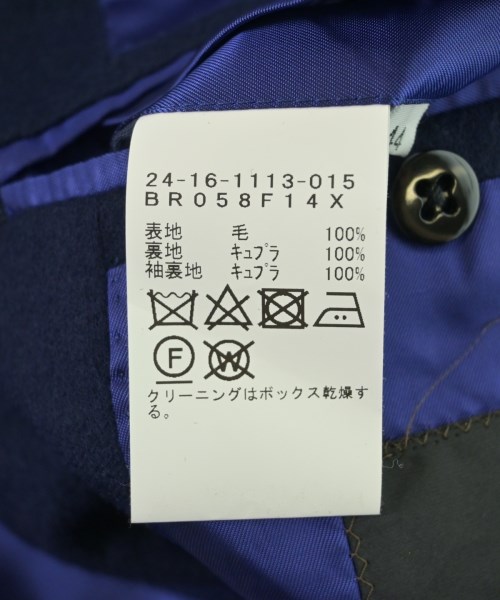 24-16-1113-015
BR058F14X
表地 毛 100%
裏地 キュプラ 100%
袖裏地 キュプラ 100%
F W
クリーニングはボックス乾燥す
る。
44